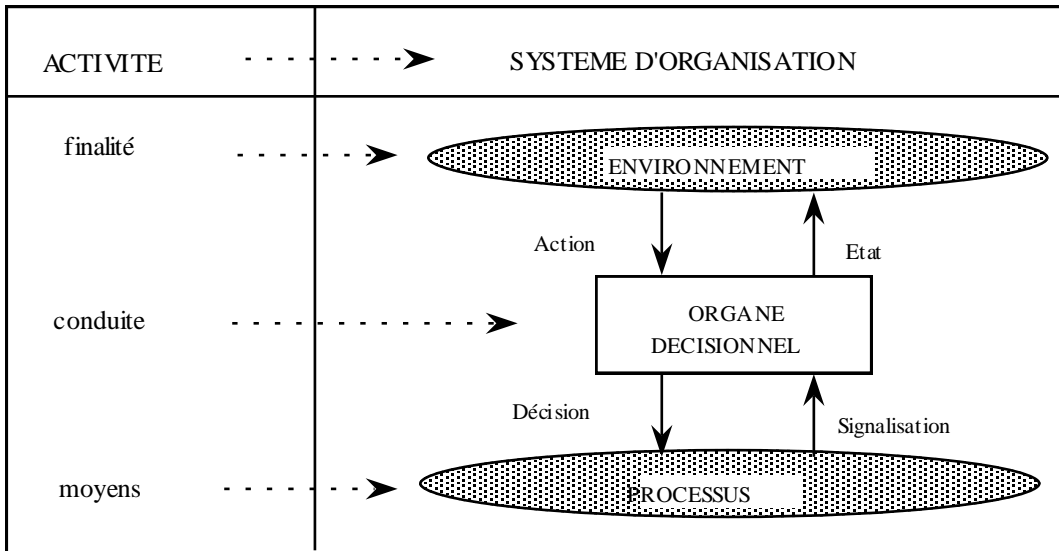 ACTIVITE
SYSTEME D'ORGANISATION
finalité
ENVIRONNEMENT
Action
Etat
conduite
ORGANE
DECISIONNEL
Décision
Signalisation
moyens
PROCESSUS